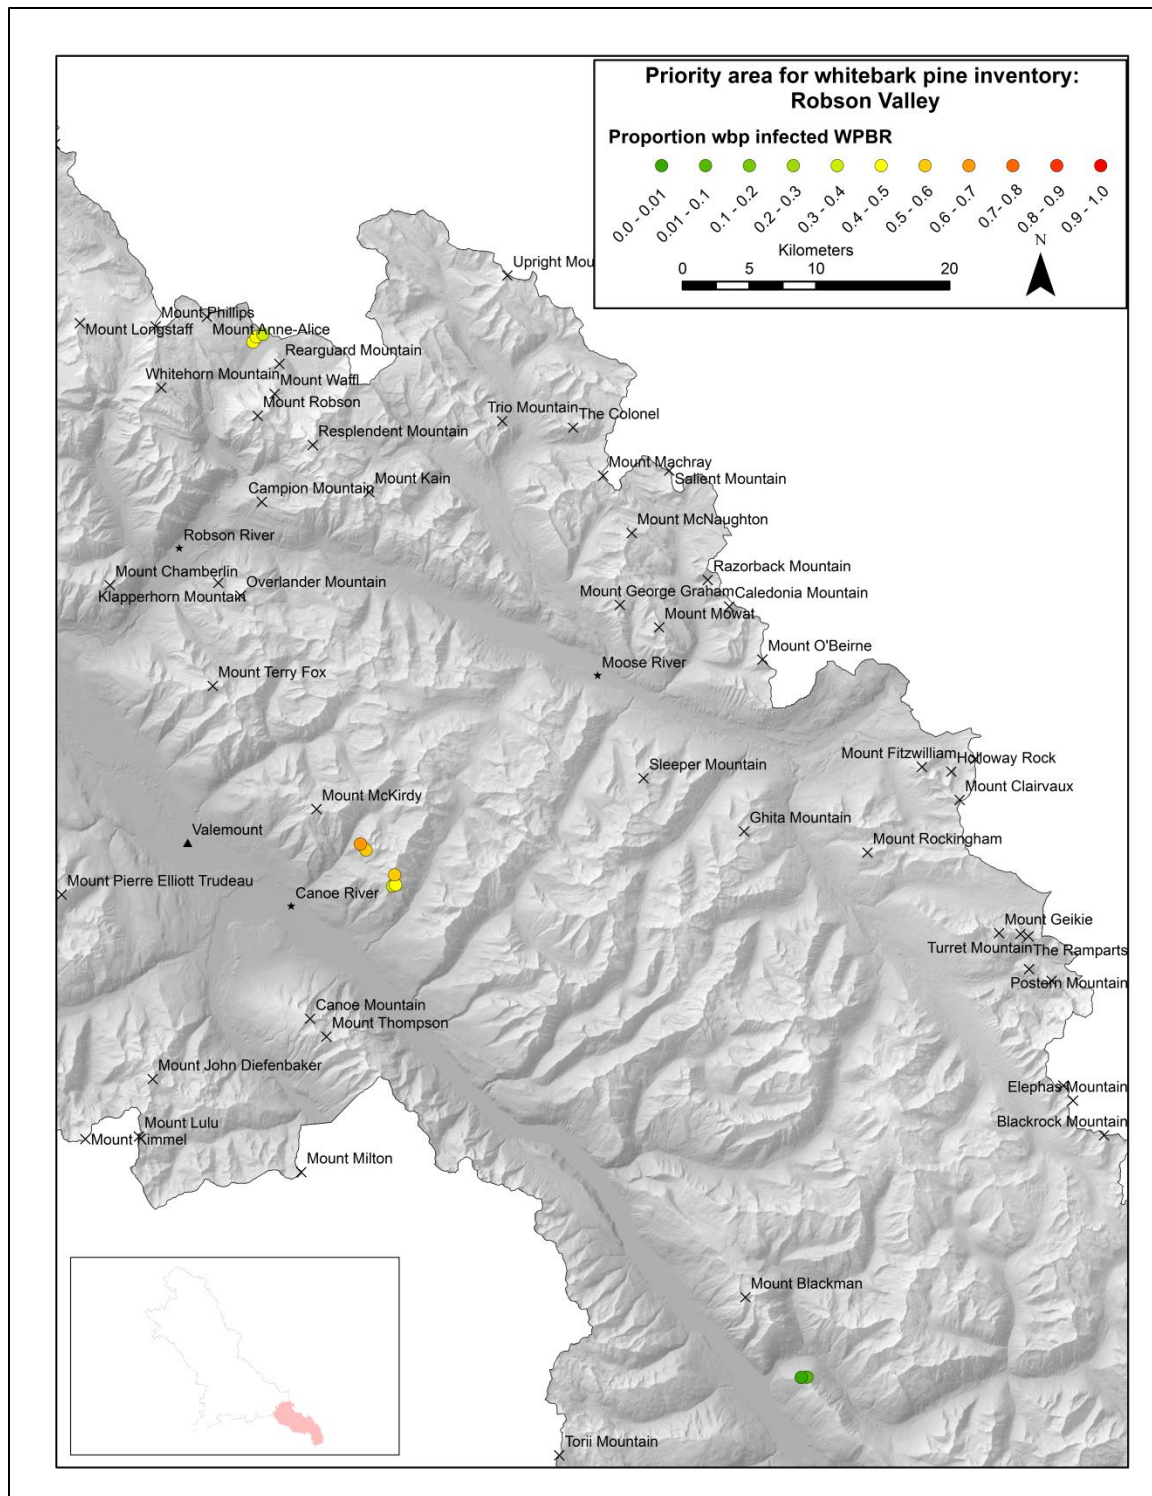 Priority area for whitebark pine inventory:
Robson Valley
Proportion wbp infected WPBR
0.0 - 0.01
0.01 - 0.1
0.1 - 0.2
0.2 - 0.3
0.3 - 0.4
0.4 - 0.5
0.5 - 0.6
0.6 - 0.7
0.7 - 0.8
0.8 - 0.9
0.9 - 1.0
Kilometers
N
0 5 10 20
Upright Mou
Mount Phillips
Mount Longstaff
Mount Anne-Alice
Rearguard Mountain
Whitehorn Mountain
Mount Waffl
Mount Robson
Trio Mountain
The Colonel
Resplendent Mountain
Mount Machray
Salient Mountain
Mount Kain
Campion Mountain
Mount McNaughton
Robson River
Razorback Mountain
Mount Chamberlin
Overlander Mountain
Klapperhorn Mountain
Mount George Graham
Caledonia Mountain
Mount Mowat
Mount O'Beirne
Moose River
Mount Terry Fox
Mount Fitzwilliam
Holloway Rock
Sleeper Mountain
Mount Clairvaux
Mount McKirdy
Ghita Mountain
Valemount
Mount Rockingham
Mount Pierre Elliott Trudeau
Canoe River
Mount Geikie
Turret Mountain
The Ramparts
Postern Mountain
Canoe Mountain
Mount Thompson
Mount John Diefenbaker
Elephas Mountain
Mount Lulu
Blackrock Mountain
Mount Kimmel
Mount Milton
Mount Blackman
Torii Mountain